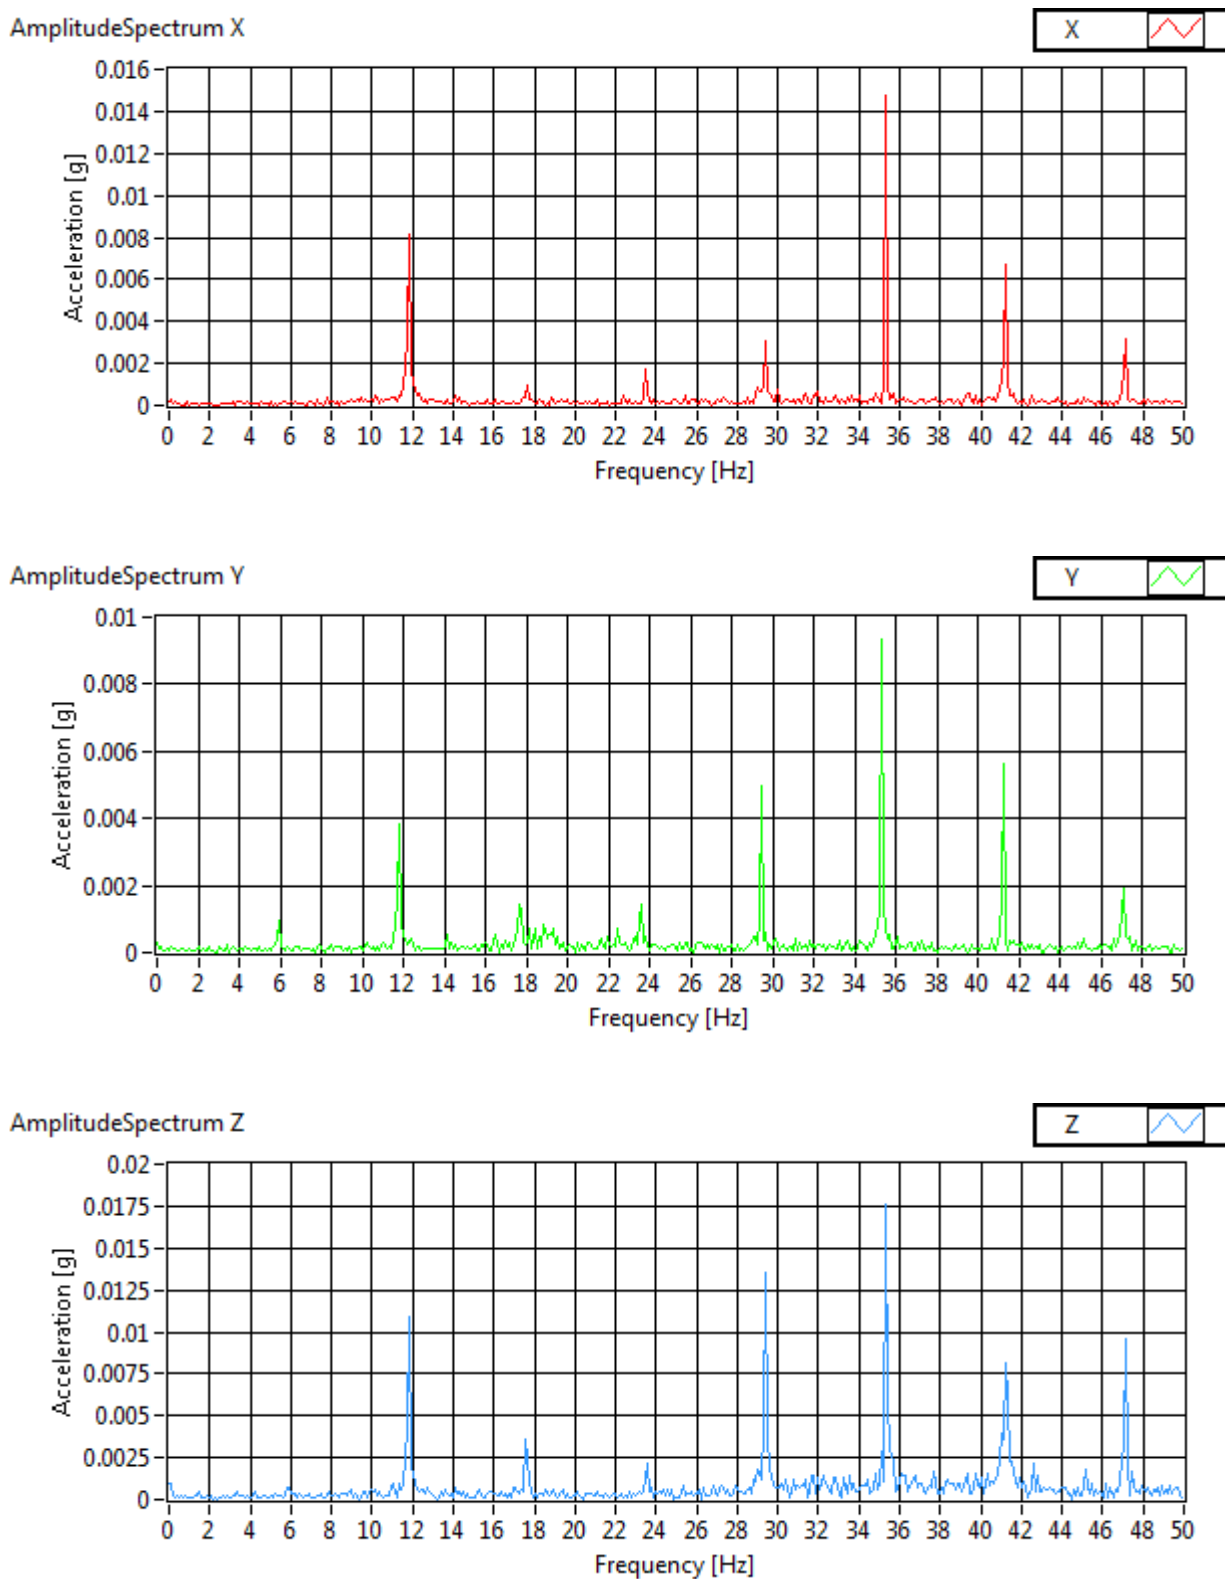 AmplitudeSpectrum X
X
0.016
0.014
0.012
0.01
0.008
0.006
0.004
0.002
0
Acceleration [g]
0 2 4 6 8 10 12 14 16 18 20 22 24 26 28 30 32 34 36 38 40 42 44 46 48 50
Frequency [Hz]
AmplitudeSpectrum Y
Y
0.01
0.008
0.006
0.004
0.002
0
Acceleration [g]
0 2 4 6 8 10 12 14 16 18 20 22 24 26 28 30 32 34 36 38 40 42 44 46 48 50
Frequency [Hz]
AmplitudeSpectrum Z
Z
0.02
0.0175
0.015
0.0125
0.01
0.0075
0.005
0.0025
0
Acceleration [g]
0 2 4 6 8 10 12 14 16 18 20 22 24 26 28 30 32 34 36 38 40 42 44 46 48 50
Frequency [Hz]